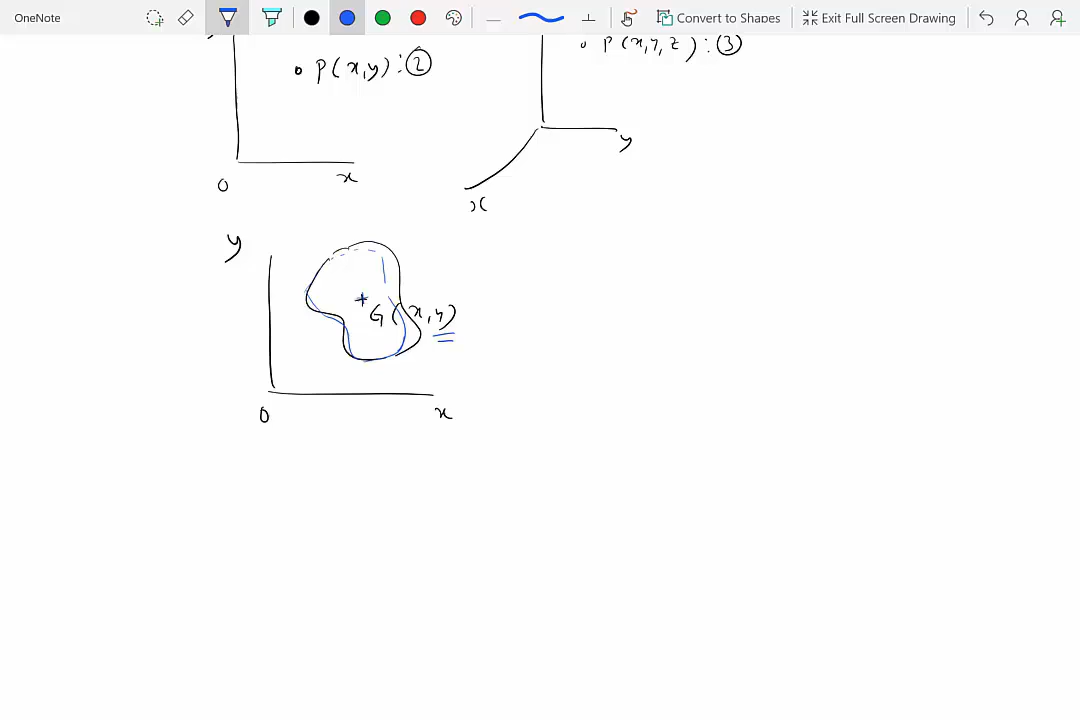 OneNote
Convert to Shapes
Exit Full Screen Drawing
P(x,y) : 2
P(x,y,z) : 3
0
x
y
x
y
G(x,y)
0
x